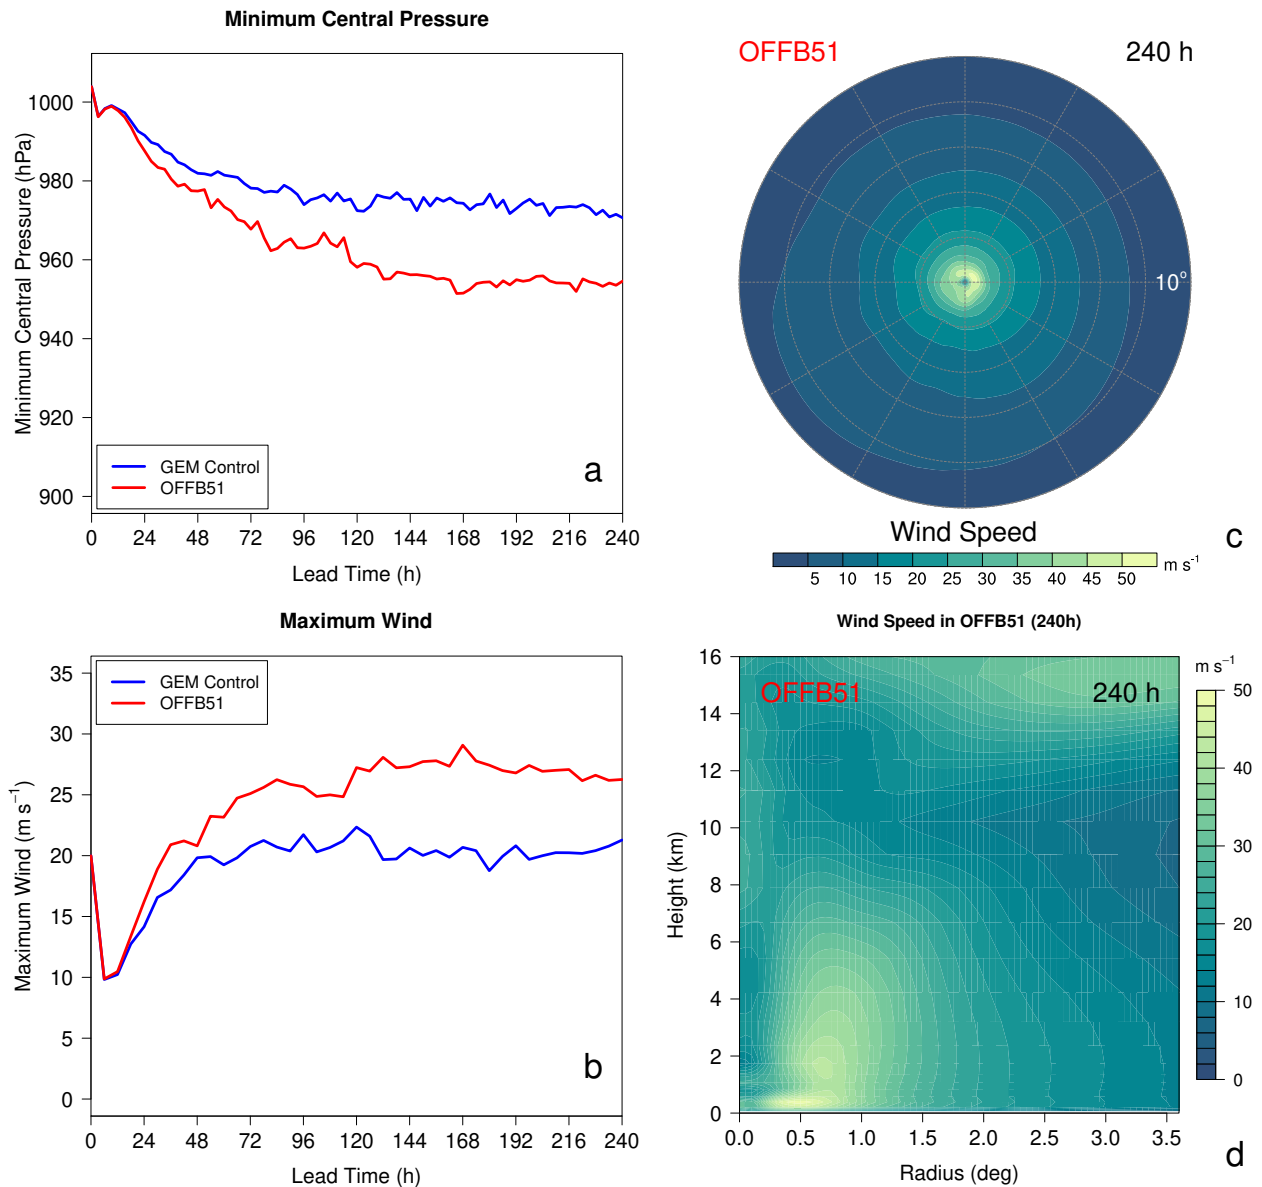 Minimum Central Pressure
Minimum Central Pressure (hPa)
1000
980
960
940
920
900
GEM Control
OFFB51
a
0 24 48 72 96 120 144 168 192 216 240
Lead Time (h)
OFFB51
240 h
10°
Wind Speed
c
5 10 15 20 25 30 35 40 45 50
m s⁻¹
Maximum Wind
Maximum Wind (m s⁻¹)
35
30
25
20
15
10
5
0
GEM Control
OFFB51
b
0 24 48 72 96 120 144 168 192 216 240
Lead Time (h)
Wind Speed in OFFB51 (240h)
OFFB51
240 h
Height (km)
16
14
12
10
8
6
4
2
0
0.0 0.5 1.0 1.5 2.0 2.5 3.0 3.5
Radius (deg)
m s⁻¹
50
40
30
20
10
0
d